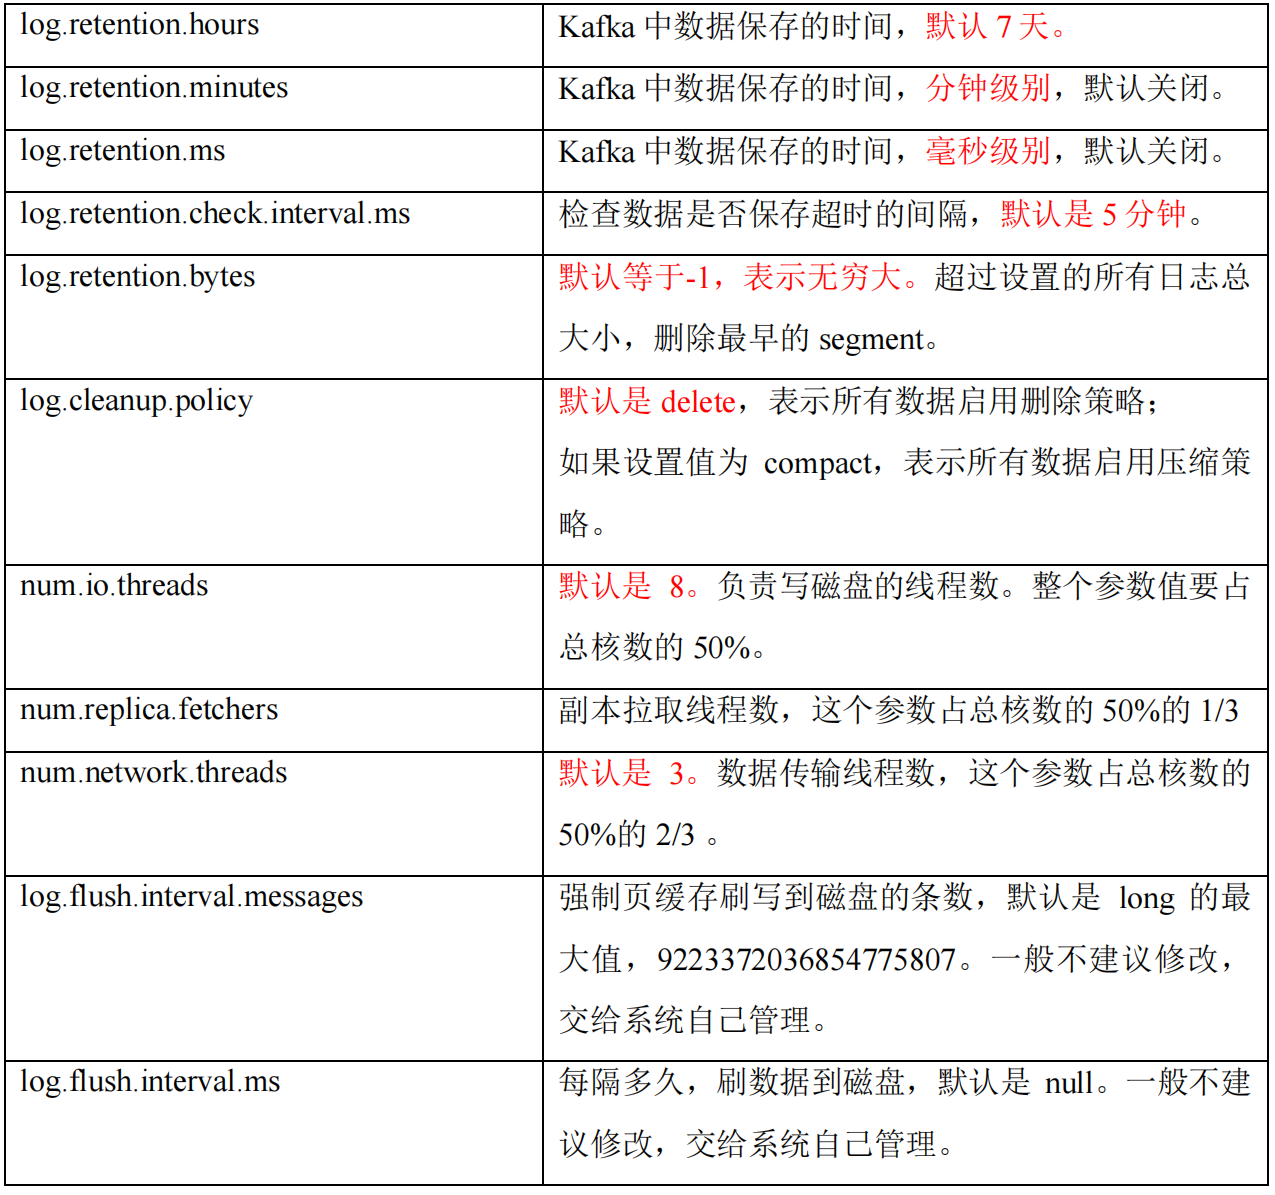 log.retention.hours
Kafka 中数据保存的时间，默认 7 天。
log.retention.minutes
Kafka 中数据保存的时间，分钟级别，默认关闭。
log.retention.ms
Kafka 中数据保存的时间，毫秒级别，默认关闭。
log.retention.check.interval.ms
检查数据是否保存超时的间隔，默认是 5 分钟。
log.retention.bytes
默认等于-1，表示无穷大。超过设置的所有日志总
大小，删除最早的 segment。
log.cleanup.policy
默认是 delete，表示所有数据启用删除策略；
如果设置值为 compact，表示所有数据启用压缩策
略。
num.io.threads
默认是 8。负责写磁盘的线程数。整个参数值要占
总核数的 50%。
num.replica.fetchers
副本拉取线程数，这个参数占总核数的 50%的 1/3
num.network.threads
默认是 3。数据传输线程数，这个参数占总核数的
50%的 2/3 。
log.flush.interval.messages
强制页缓存刷写到磁盘的条数，默认是 long 的最
大值，9223372036854775807。一般不建议修改，
交给系统自己管理。
log.flush.interval.ms
每隔多久，刷数据到磁盘，默认是 null。一般不建
议修改，交给系统自己管理。